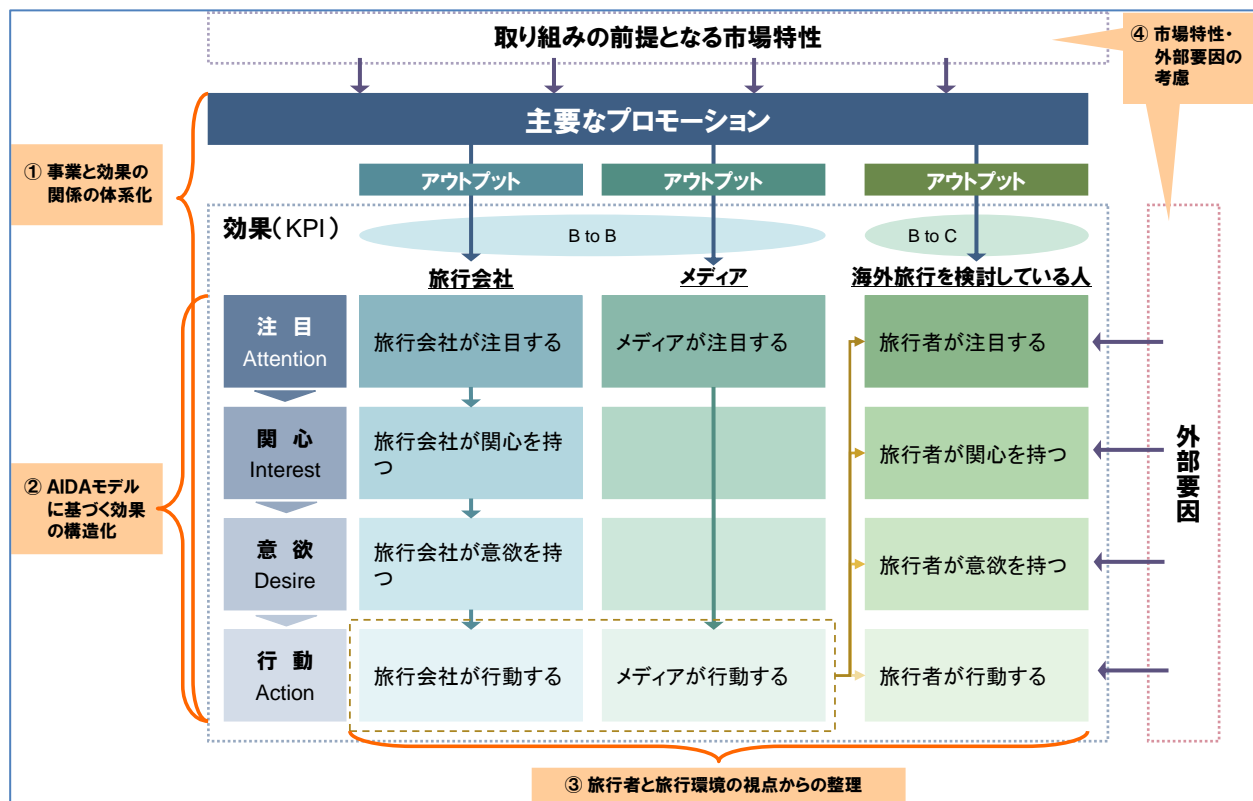 取り組みの前提となる市場特性
④ 市場特性・
外部要因の
考慮
主要なプロモーション
① 事業と効果の
関係の体系化
アウトプット
アウトプット
アウトプット
効果(KPI)
B to B
B to C
旅行会社
メディア
海外旅行を検討している人
注 目
Attention
旅行会社が注目する
メディアが注目する
旅行者が注目する
関 心
Interest
旅行会社が関心を持
つ
旅行者が関心を持つ
② AIDAモデル
に基づく効果
の構造化
意 欲
Desire
旅行会社が意欲を持
つ
旅行者が意欲を持つ
行 動
Action
旅行会社が行動する
メディアが行動する
旅行者が行動する
外部要因
③ 旅行者と旅行環境の視点からの整理